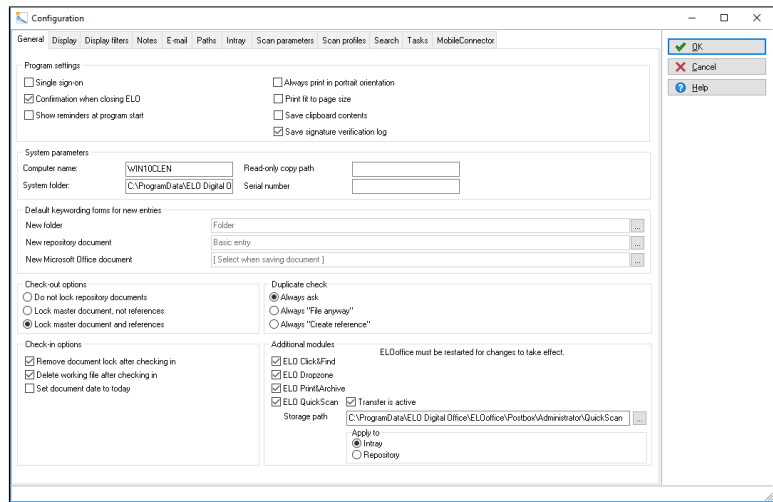 Configuration
General Display Display filters Notes E-mail Paths Intray Scan parameters Scan profiles Search Tasks MobileConnector
OK
Cancel
Help
Program settings
Single sign-on
Confirmation when closing ELO
Show reminders at program start
Always print in portrait orientation
Print fit to page size
Save clipboard contents
Save signature verification log
System parameters
Computer name: WIN10CLEN Read-only copy path
System folder: C:\ProgramData\ELO Digital O Serial number
Default keywording forms for new entries
New folder Folder ...
New repository document Basic entry ...
New Microsoft Office document [ Select when saving document ] ...
Check-out options
Do not lock repository documents
Lock master document, not references
Lock master document and references
Duplicate check
Always ask
Always "File anyway"
Always "Create reference"
Check-in options
Remove document lock after checking in
Delete working file after checking in
Set document date to today
Additional modules
ELOoffice must be restarted for changes to take effect.
ELO Click&Find
ELO Dropzone
ELO Print&Archive
ELO QuickScan Transfer is active
Storage path C:\ProgramData\ELO Digital Office\ELOoffice\Postbox\Administrator\QuickScan ...
Apply to
Intray
Repository